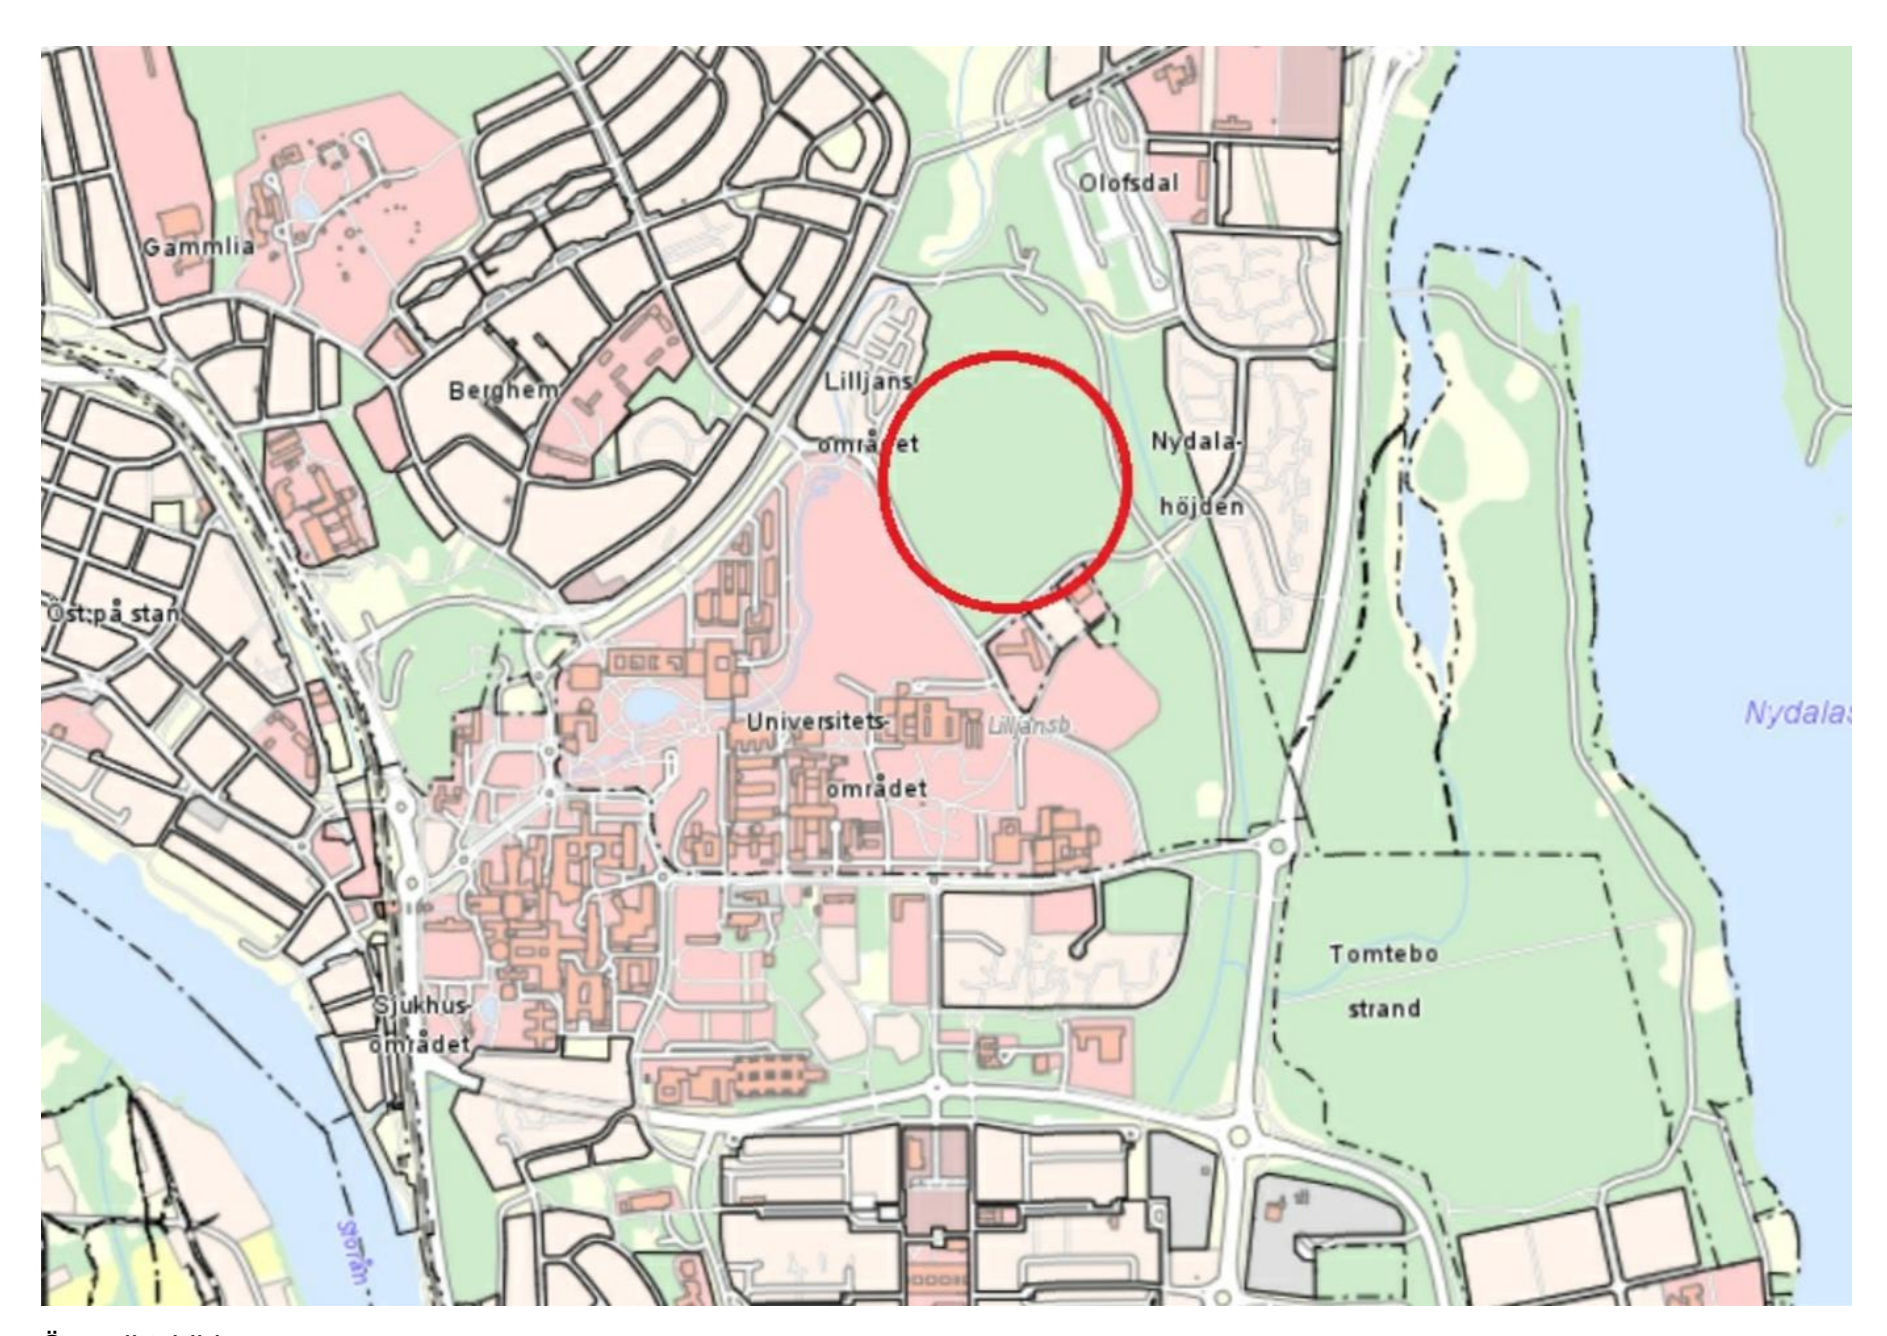 Olofsdal
Gammlia
Berghem
Lilljans
området
Nydala-
höjden
Öst på stan
Universitets-
området
Lilljansb.
Nydalas
Tomtebo
strand
Sjukhus-
området